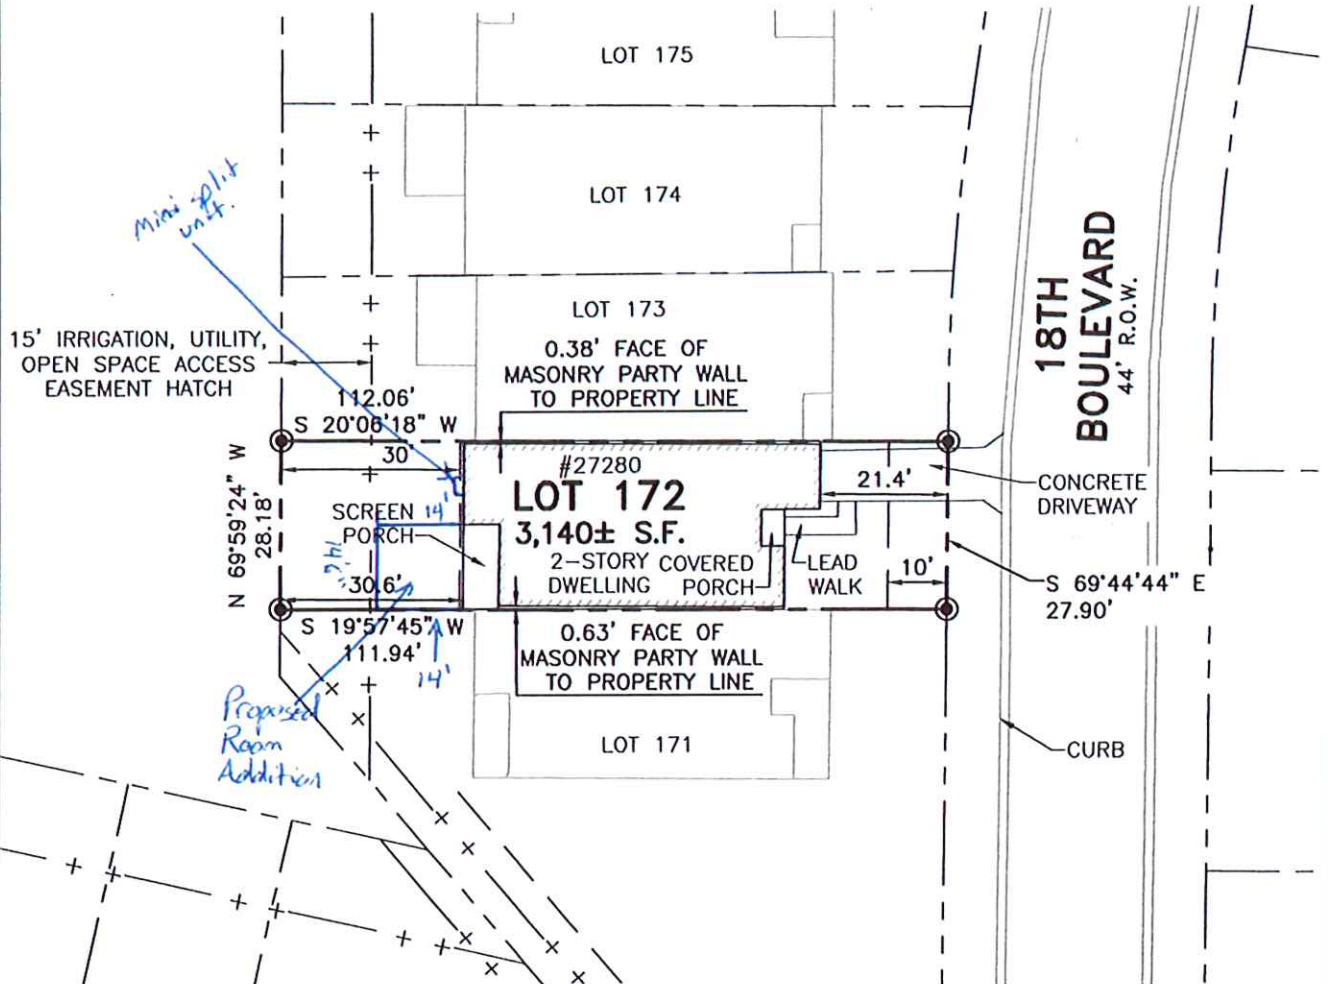 LOT 175
LOT 174
Mini split
unit.
18TH
BOULEVARD
44' R.O.W.
LOT 173
15' IRRIGATION, UTILITY,
OPEN SPACE ACCESS
EASEMENT HATCH
0.38' FACE OF
MASONRY PARTY WALL
TO PROPERTY LINE
112.06'
S 20°06'18" W
30'
#27280
LOT 172
3,140± S.F.
2-STORY
DWELLING
21.4'
CONCRETE
DRIVEWAY
N 69°59'24" W
28.18'
SCREEN
PORCH
14'
14'6"
COVERED
PORCH
LEAD
WALK
10'
S 69°44'44" E
27.90'
30.6'
S 19°57'45" W
111.94'
14'
0.63' FACE OF
MASONRY PARTY WALL
TO PROPERTY LINE
Proposed
Room
Addition
LOT 171
CURB